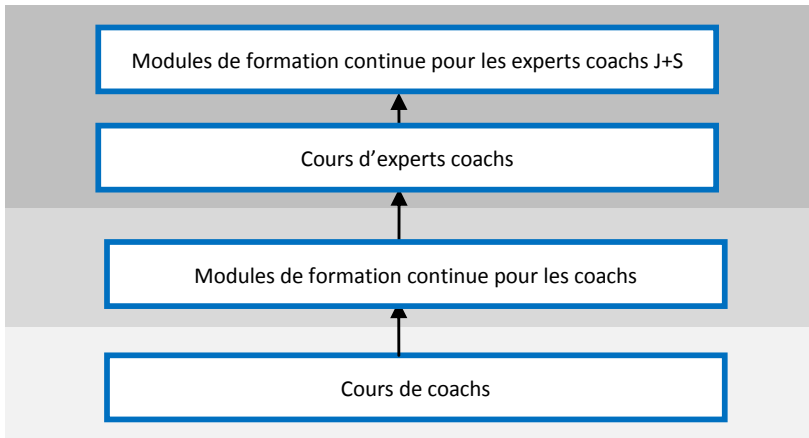 Modules de formation continue pour les experts coachs J+S
Cours d’experts coachs
Modules de formation continue pour les coachs
Cours de coachs